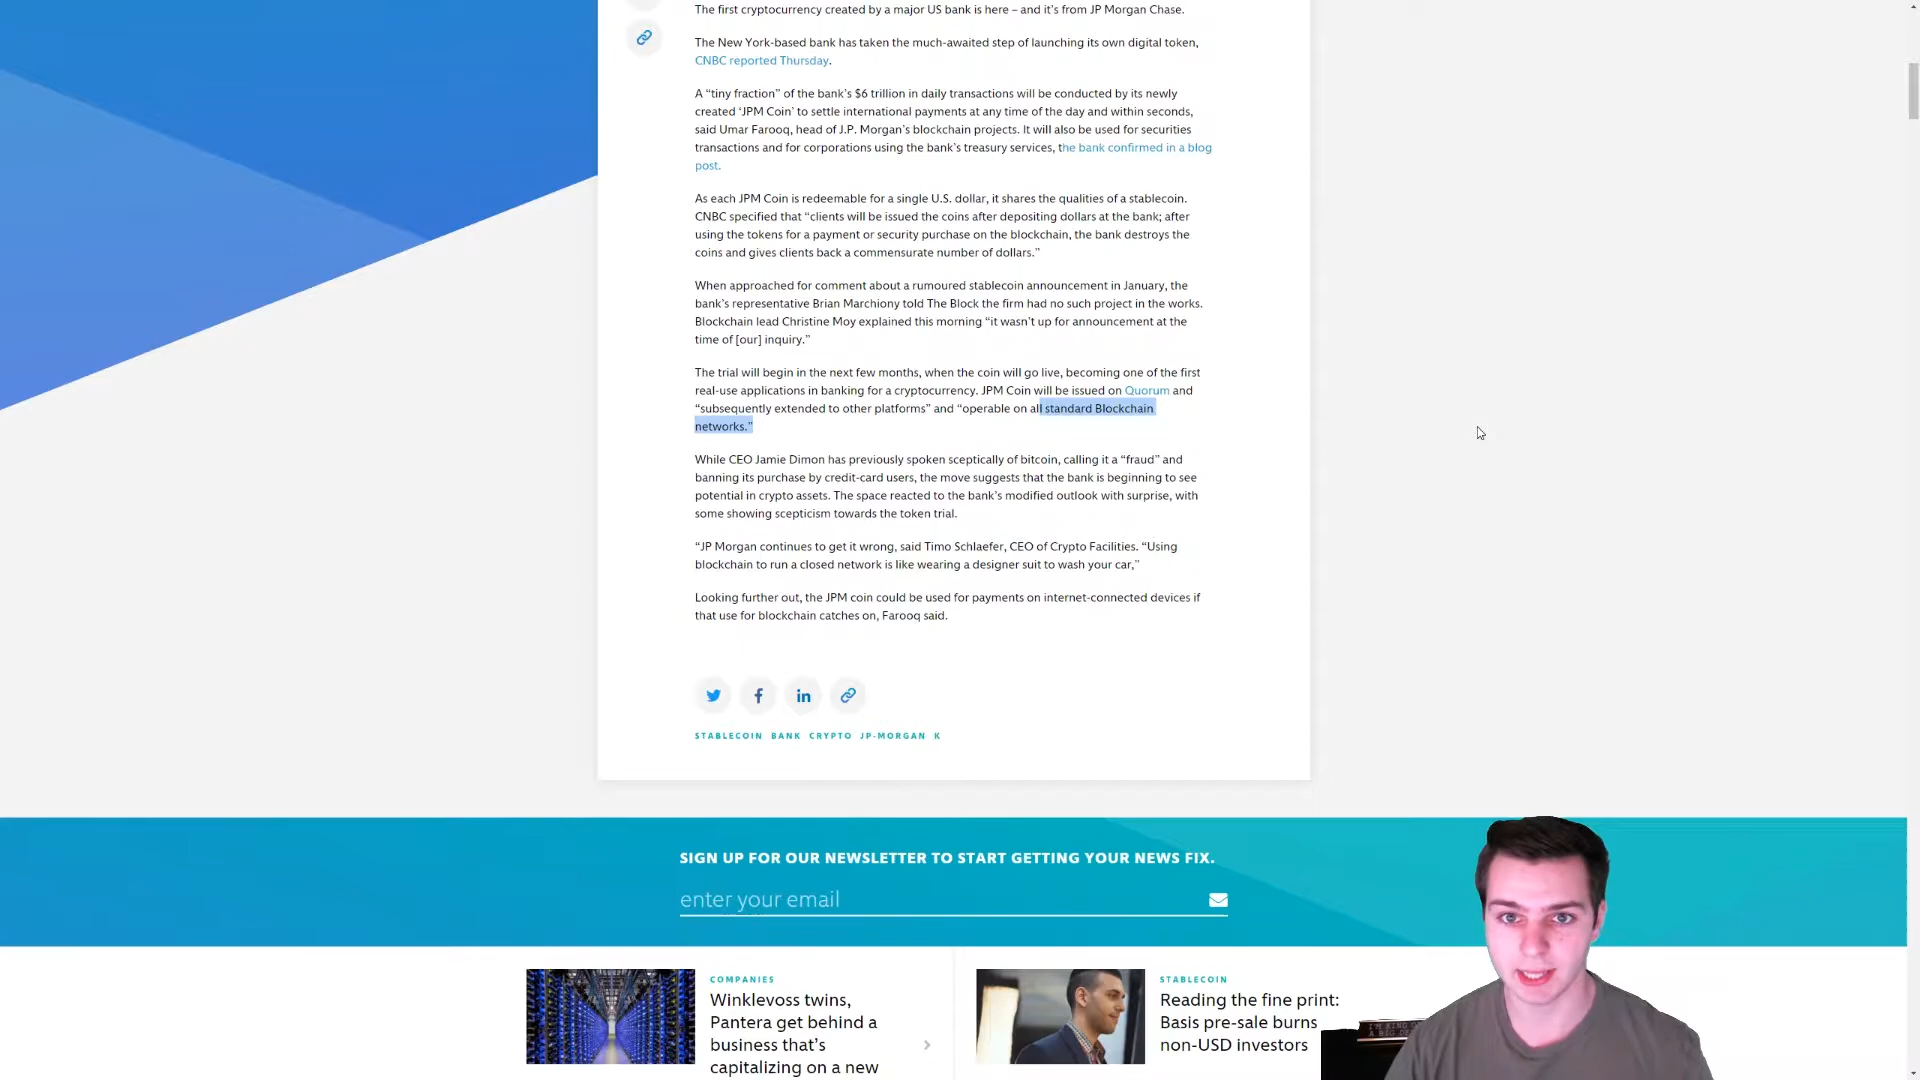 The first cryptocurrency created by a major US bank is here – and it’s from JP Morgan Chase.
The New York-based bank has taken the much-awaited step of launching its own digital token,
CNBC reported Thursday.
A “tiny fraction” of the bank’s $6 trillion in daily transactions will be conducted by its newly
created ‘JPM Coin’ to settle international payments at any time of the day and within seconds,
said Umar Farooq, head of J.P. Morgan’s blockchain projects. It will also be used for securities
transactions and for corporations using the bank’s treasury services, the bank confirmed in a blog
post.
As each JPM Coin is redeemable for a single U.S. dollar, it shares the qualities of a stablecoin.
CNBC specified that “clients will be issued the coins after depositing dollars at the bank; after
using the tokens for a payment or security purchase on the blockchain, the bank destroys the
coins and gives clients back a commensurate number of dollars.”
When approached for comment about a rumoured stablecoin announcement in January, the
bank’s representative Brian Marchiony told The Block the firm had no such project in the works.
Blockchain lead Christine Moy explained this morning “it wasn’t up for announcement at the
time of [our] inquiry.”
The trial will begin in the next few months, when the coin will go live, becoming one of the first
real-use applications in banking for a cryptocurrency. JPM Coin will be issued on Quorum and
“subsequently extended to other platforms” and “operable on all standard Blockchain
networks.”
While CEO Jamie Dimon has previously spoken sceptically of bitcoin, calling it a “fraud” and
banning its purchase by credit-card users, the move suggests that the bank is beginning to see
potential in crypto assets. The space reacted to the bank’s modified outlook with surprise, with
some showing scepticism towards the token trial.
“JP Morgan continues to get it wrong, said Timo Schlaefer, CEO of Crypto Facilities. “Using
blockchain to run a closed network is like wearing a designer suit to wash your car,”
Looking further out, the JPM coin could be used for payments on internet-connected devices if
that use for blockchain catches on, Farooq said.
STABLECOIN BANK CRYPTO JP-MORGAN K
SIGN UP FOR OUR NEWSLETTER TO START GETTING YOUR NEWS FIX.
enter your email
COMPANIES
Winklevoss twins,
Pantera get behind a
business that’s
capitalizing on a new
STABLECOIN
Reading the fine print:
Basis pre-sale burns
non-USD investors